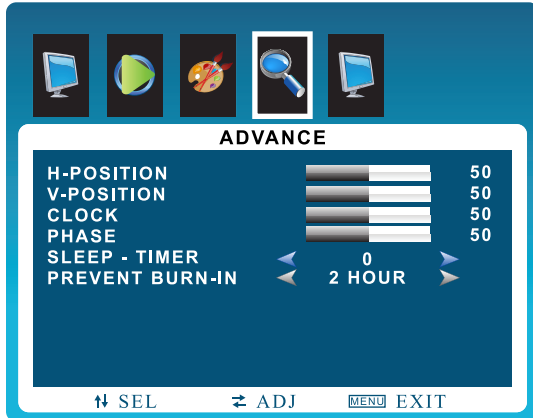 ADVANCE
H-POSITION 50
V-POSITION 50
CLOCK 50
PHASE 50
SLEEP - TIMER 0
PREVENT BURN-IN 2 HOUR
SEL ADJ MENU EXIT